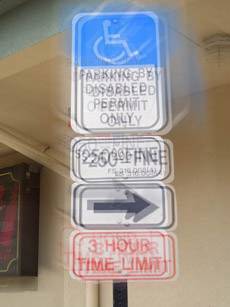 PARKING BY
DISABLED
PERMIT
ONLY
$250 FINE
3 HOUR
TIME LIMIT